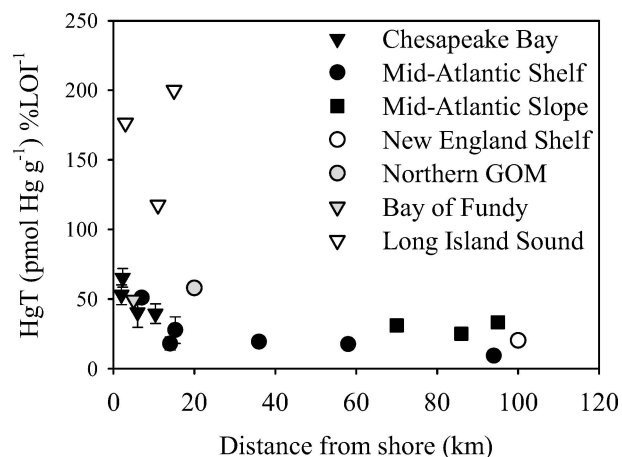 250
200
150
100
50
0
HgT (pmol Hg g⁻¹) %LOI⁻¹
Chesapeake Bay
Mid-Atlantic Shelf
Mid-Atlantic Slope
New England Shelf
Northern GOM
Bay of Fundy
Long Island Sound
0 20 40 60 80 100 120
Distance from shore (km)